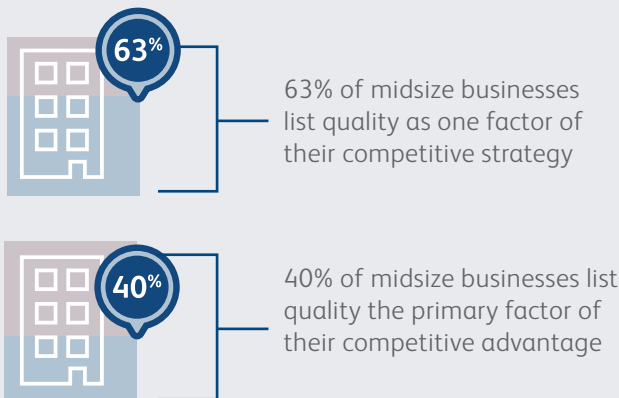 63%
63% of midsize businesses
list quality as one factor of
their competitive strategy
40%
40% of midsize businesses list
quality the primary factor of
their competitive advantage